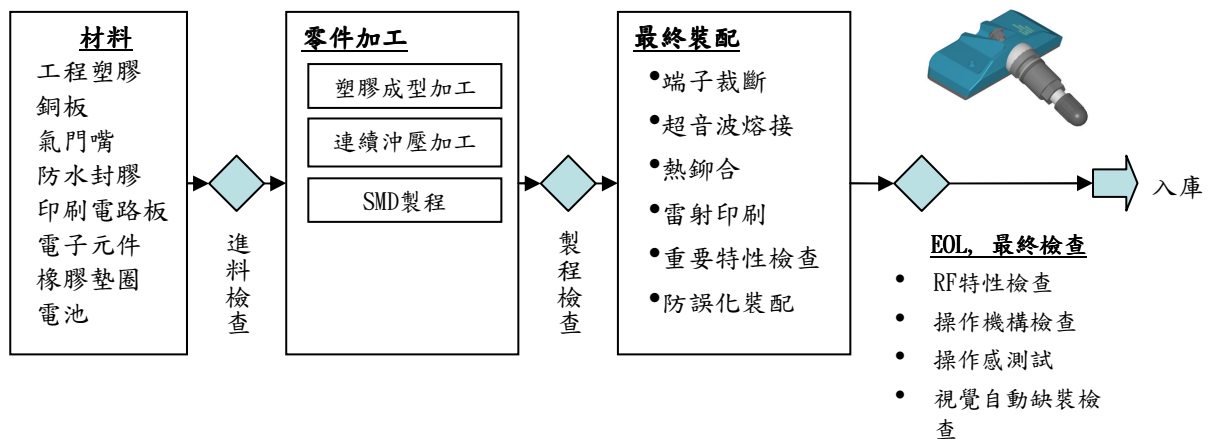 材料
工程塑膠
銅板
氣門嘴
防水封膠
印刷電路板
電子元件
橡膠墊圈
電池
進料檢查
零件加工
塑膠成型加工
連續沖壓加工
SMD製程
製程檢查
最終裝配
•端子裁斷
•超音波熔接
•熱鉚合
•雷射印刷
•重要特性檢查
•防誤化裝配
入庫
EOL, 最終檢查
• RF特性檢查
• 操作機構檢查
• 操作感測試
• 視覺自動缺裝檢
查